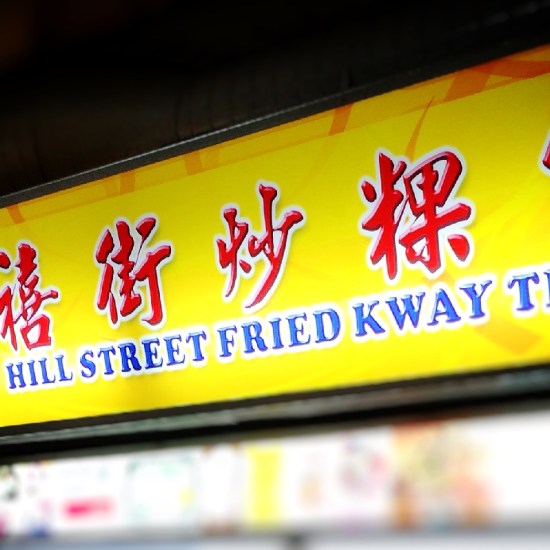 禧街炒粿
HILL STREET FRIED KWAY